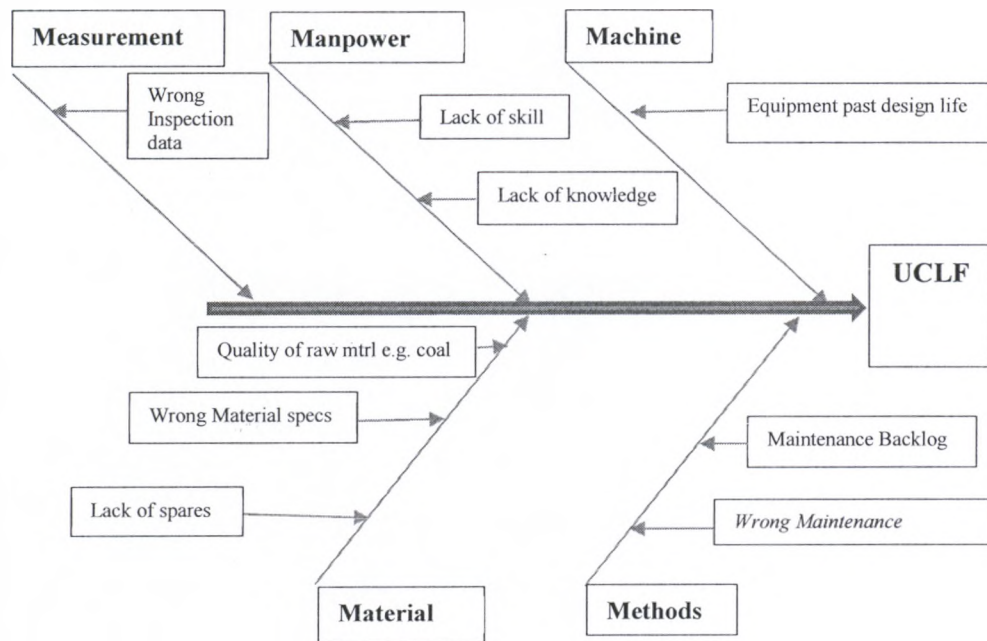 Measurement
Manpower
Machine
Wrong
Inspection
data
Lack of skill
Equipment past design life
Lack of knowledge
UCLF
Quality of raw mtrl e.g. coal
Wrong Material specs
Maintenance Backlog
Lack of spares
Wrong Maintenance
Material
Methods